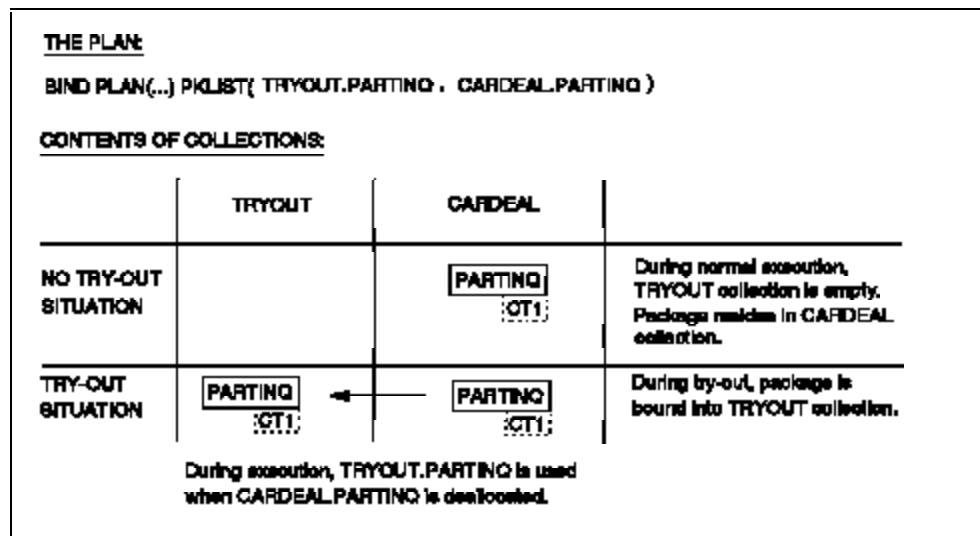 THE PLAN:
BIND PLAN(...) PKLIST( TRYOUT.PARTINQ , CARDEAL.PARTINQ )
CONTENTS OF COLLECTIONS:
TRYOUT CARDEAL
NO TRY-OUT
SITUATION
PARTINQ
CT1
During normal execution,
TRYOUT collection is empty.
Package resides in CARDEAL
collection.
TRY-OUT
SITUATION
PARTINQ
CT1
PARTINQ
CT1
During try-out, package is
bound into TRYOUT collection.
During execution, TRYOUT.PARTINQ is used
when CARDEAL.PARTINQ is deallocated.